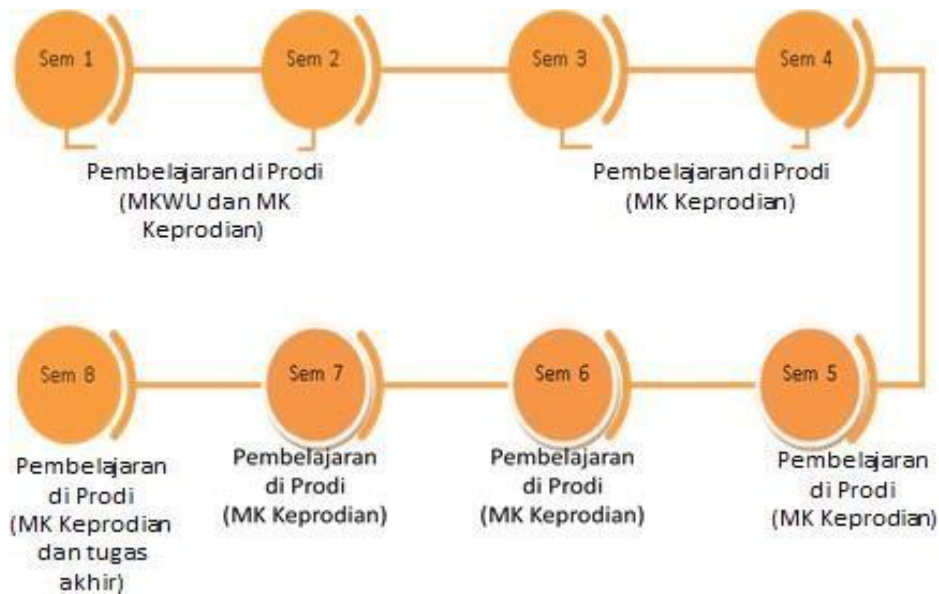 Sem 1
Sem 2
Sem 3
Sem 4
Pembelajaran di Prodi
(MKWU dan MK
Keprodian)
Pembelajaran di Prodi
(MK Keprodian)
Sem 8
Sem 7
Sem 6
Sem 5
Pembelajaran
di Prodi
(MK Keprodian
dan tugas
akhir)
Pembelajaran
di Prodi
(MK Keprodian)
Pembelajaran
di Prodi
(MK Keprodian)
Pembelajaran
di Prodi
(MK Keprodian)